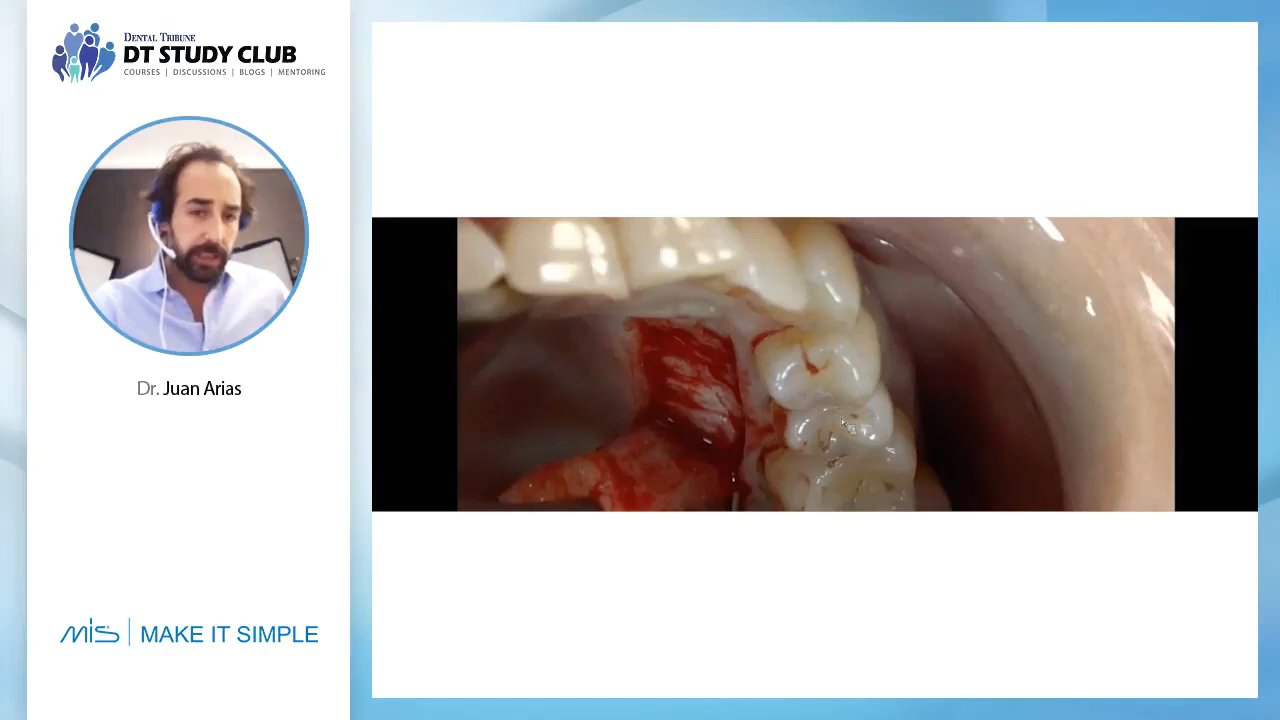 DENTAL TRIBUNE
DT STUDY CLUB
COURSES | DISCUSSIONS | BLOGS | MENTORING
Dr. Juan Arias
MIS | MAKE IT SIMPLE